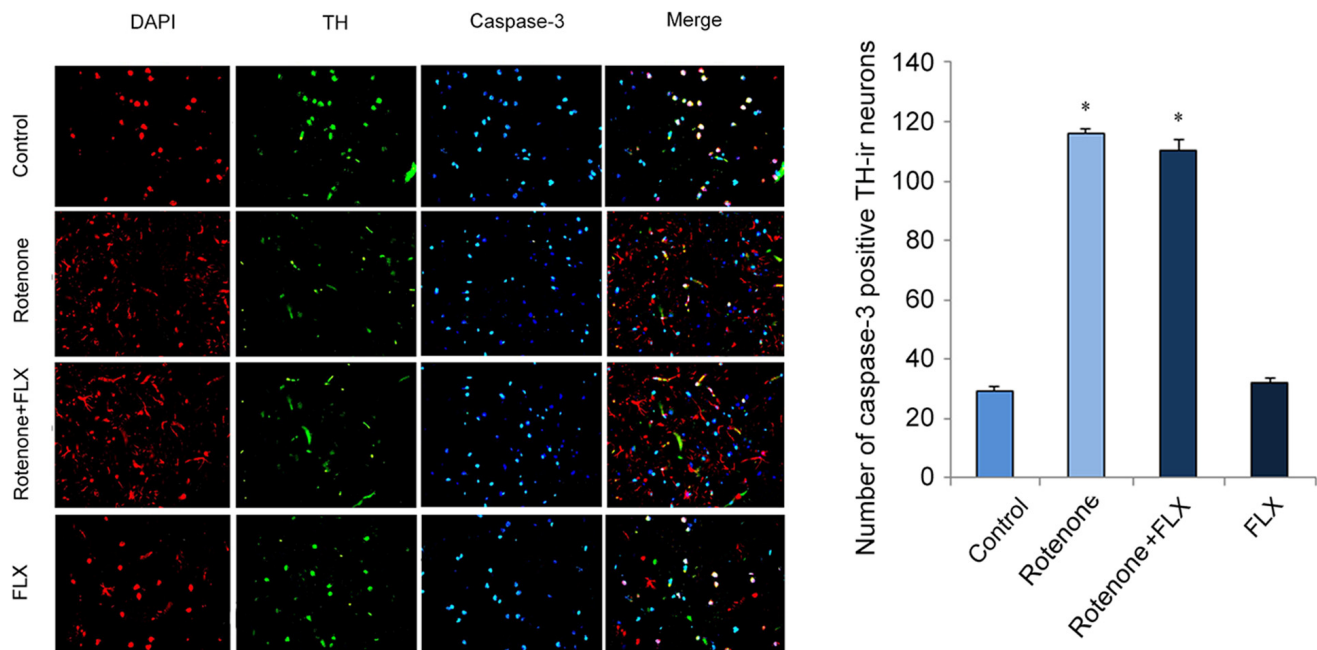 DAPI TH Caspase-3 Merge
Control
Rotenone
Rotenone+FLX
FLX
Number of caspase-3 positive TH-ir neurons
140
120
100
80
60
40
20
0
* *
Control Rotenone Rotenone+FLX FLX